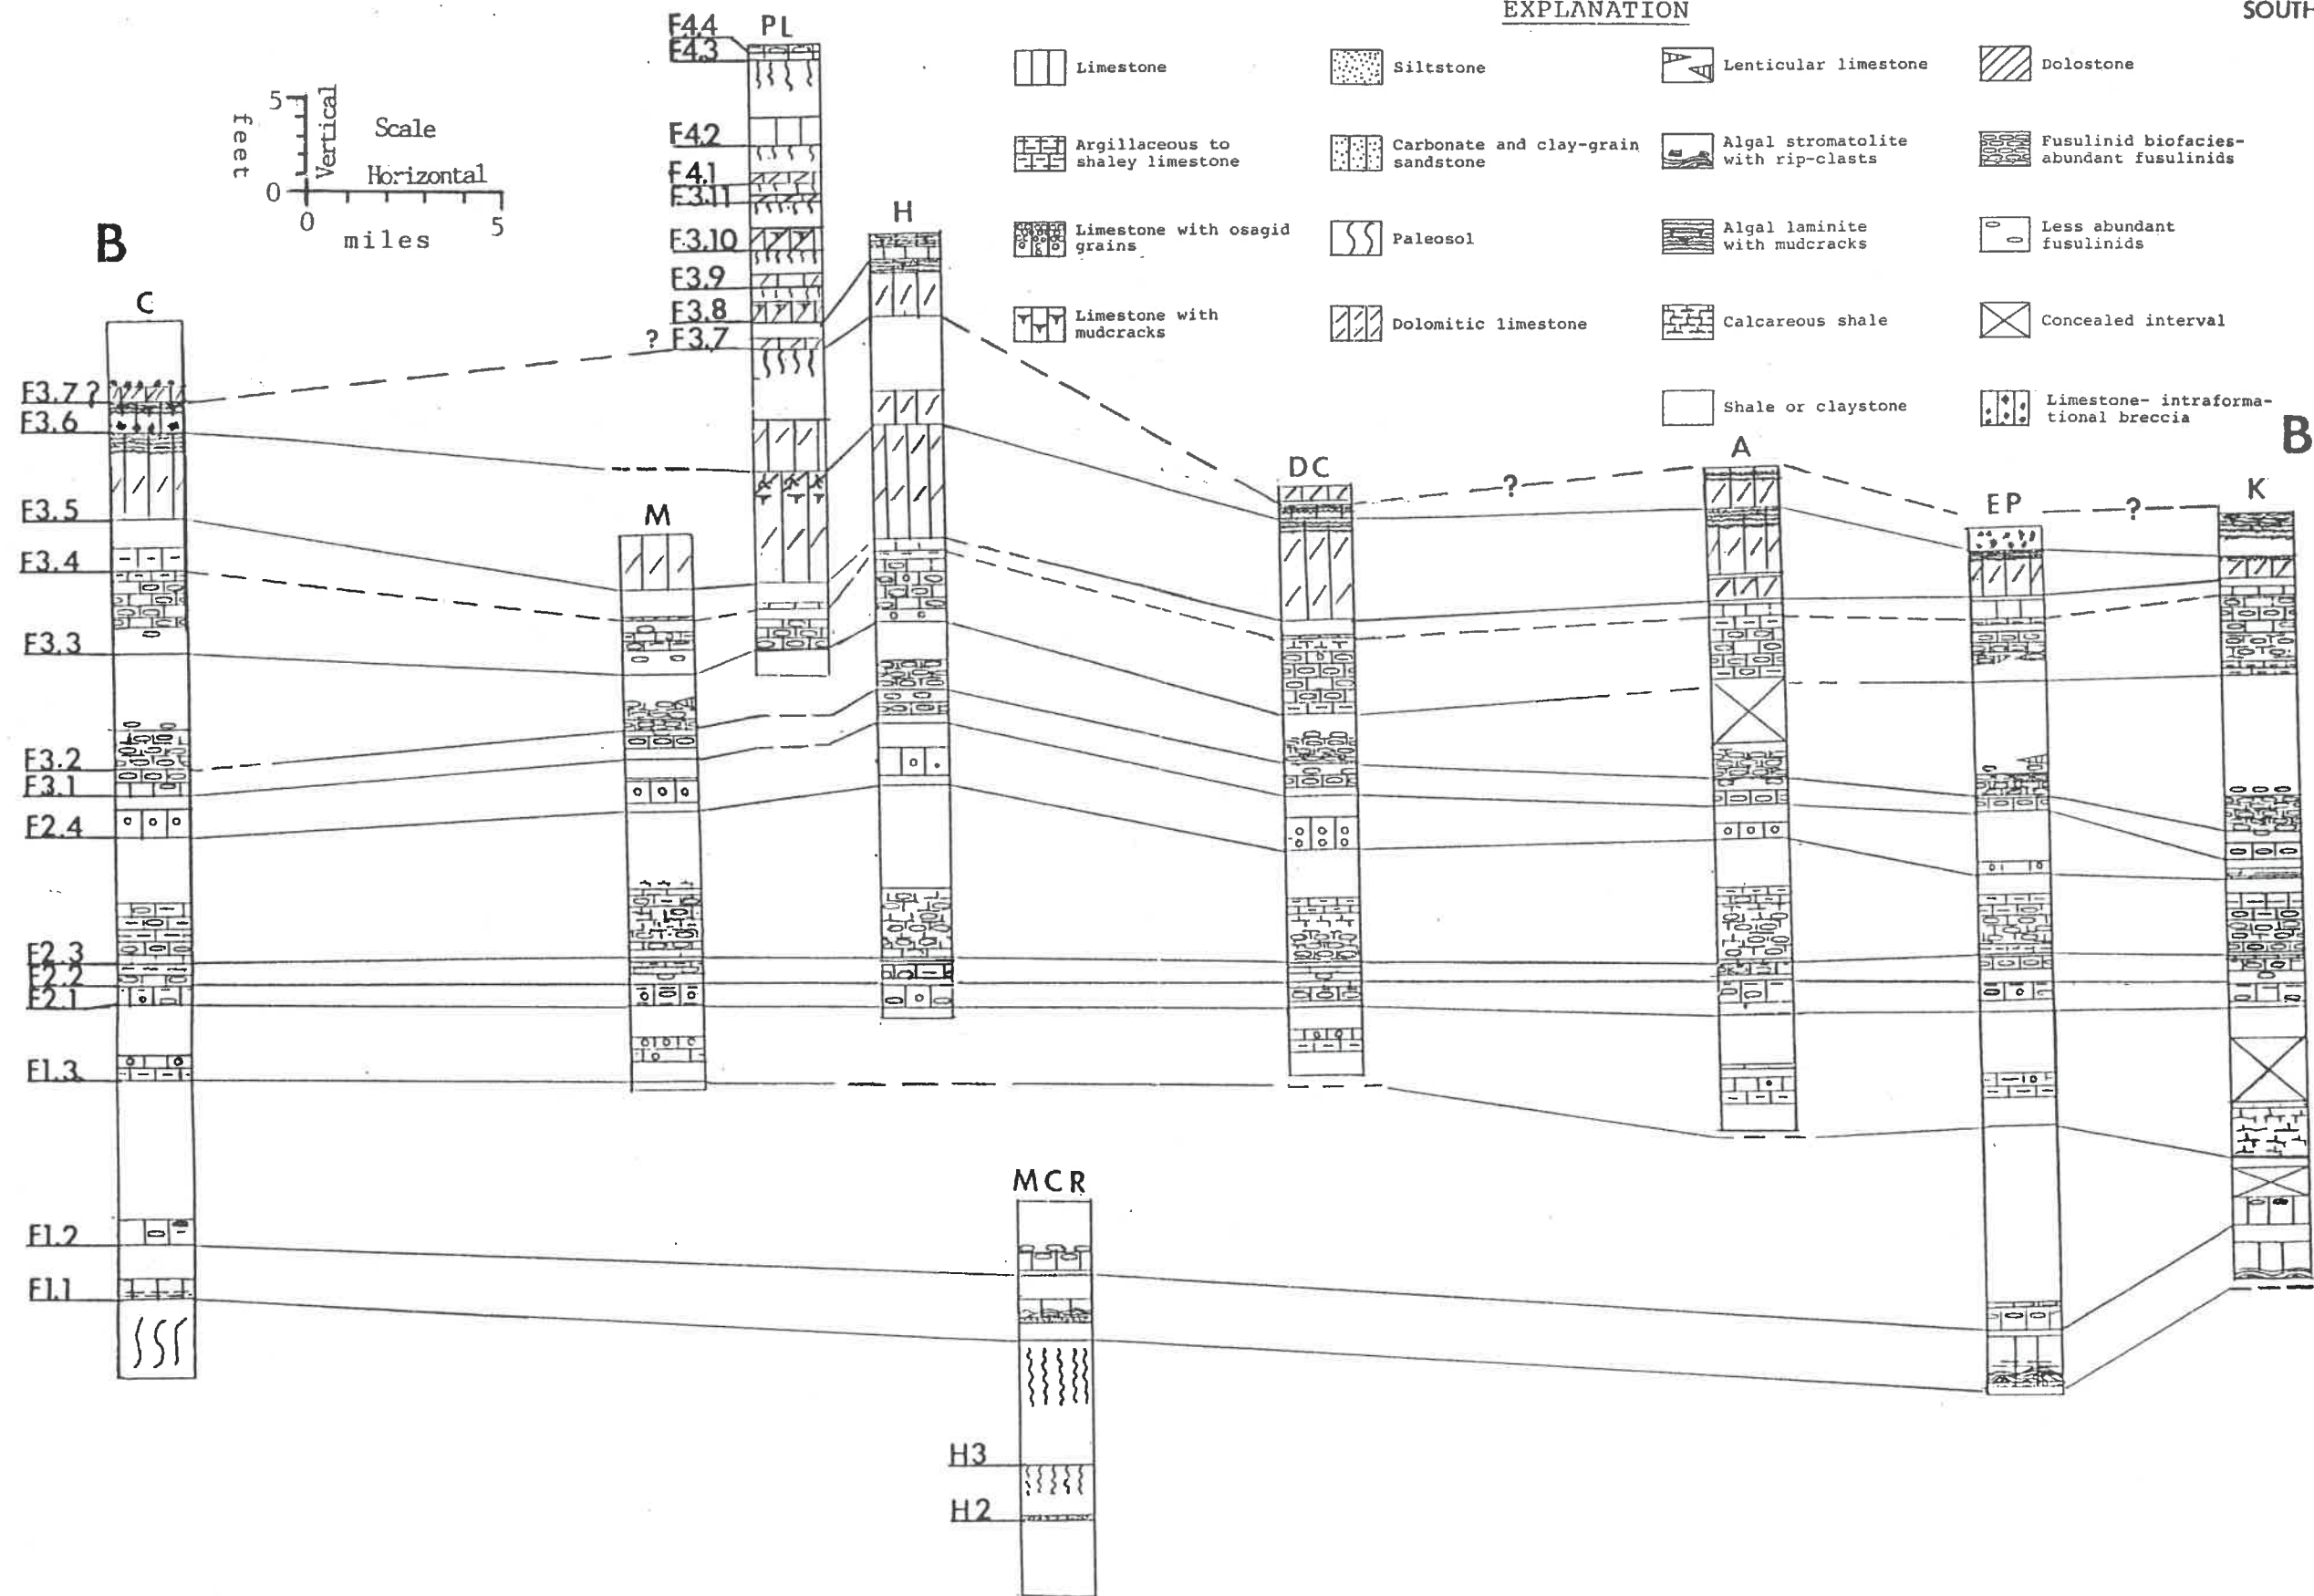 EXPLANATION
SOUTH
F4.4
PL
F4.3
Limestone
Siltstone
Lenticular limestone
Dolostone
5
feet
Vertical
Scale
Horizontal
0
0
5
miles
F4.2
F4.1
F3.11
F3.10
F3.9
F3.8
? F3.7
Argillaceous to
shaley limestone
Carbonate and clay-grain
sandstone
Algal stromatolite
with rip-clasts
Fusulinid biofacies-
abundant fusulinids
Limestone with osagid
grains
Paleosol
Algal laminite
with mudcracks
Less abundant
fusulinids
Limestone with
mudcracks
Dolomitic limestone
Calcareous shale
Concealed interval
Shale or claystone
Limestone- intraforma-
tional breccia
B
B
C
H
M
DC
A
EP
K
?
?
F3.7?
F3.6
F3.5
F3.4
F3.3
F3.2
F3.1
F2.4
F2.3
F2.2
F2.1
F1.3
F1.2
F1.1
MCR
H3
H2